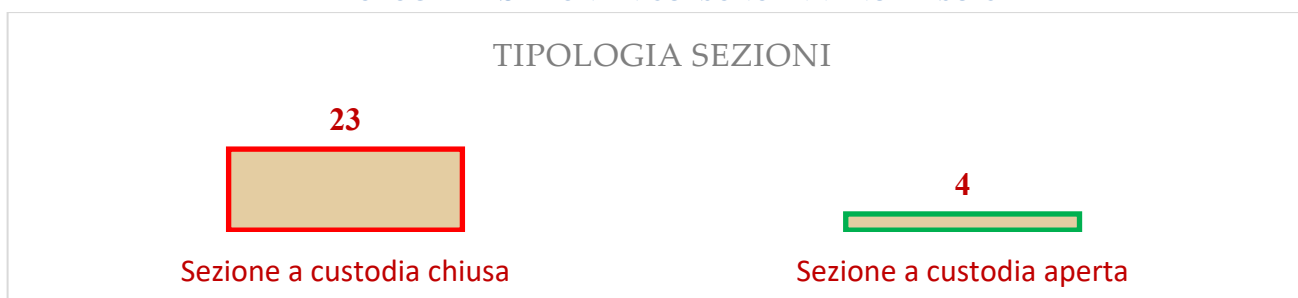 TIPOLOGIA SEZIONI
23
4
Sezione a custodia chiusa
Sezione a custodia aperta